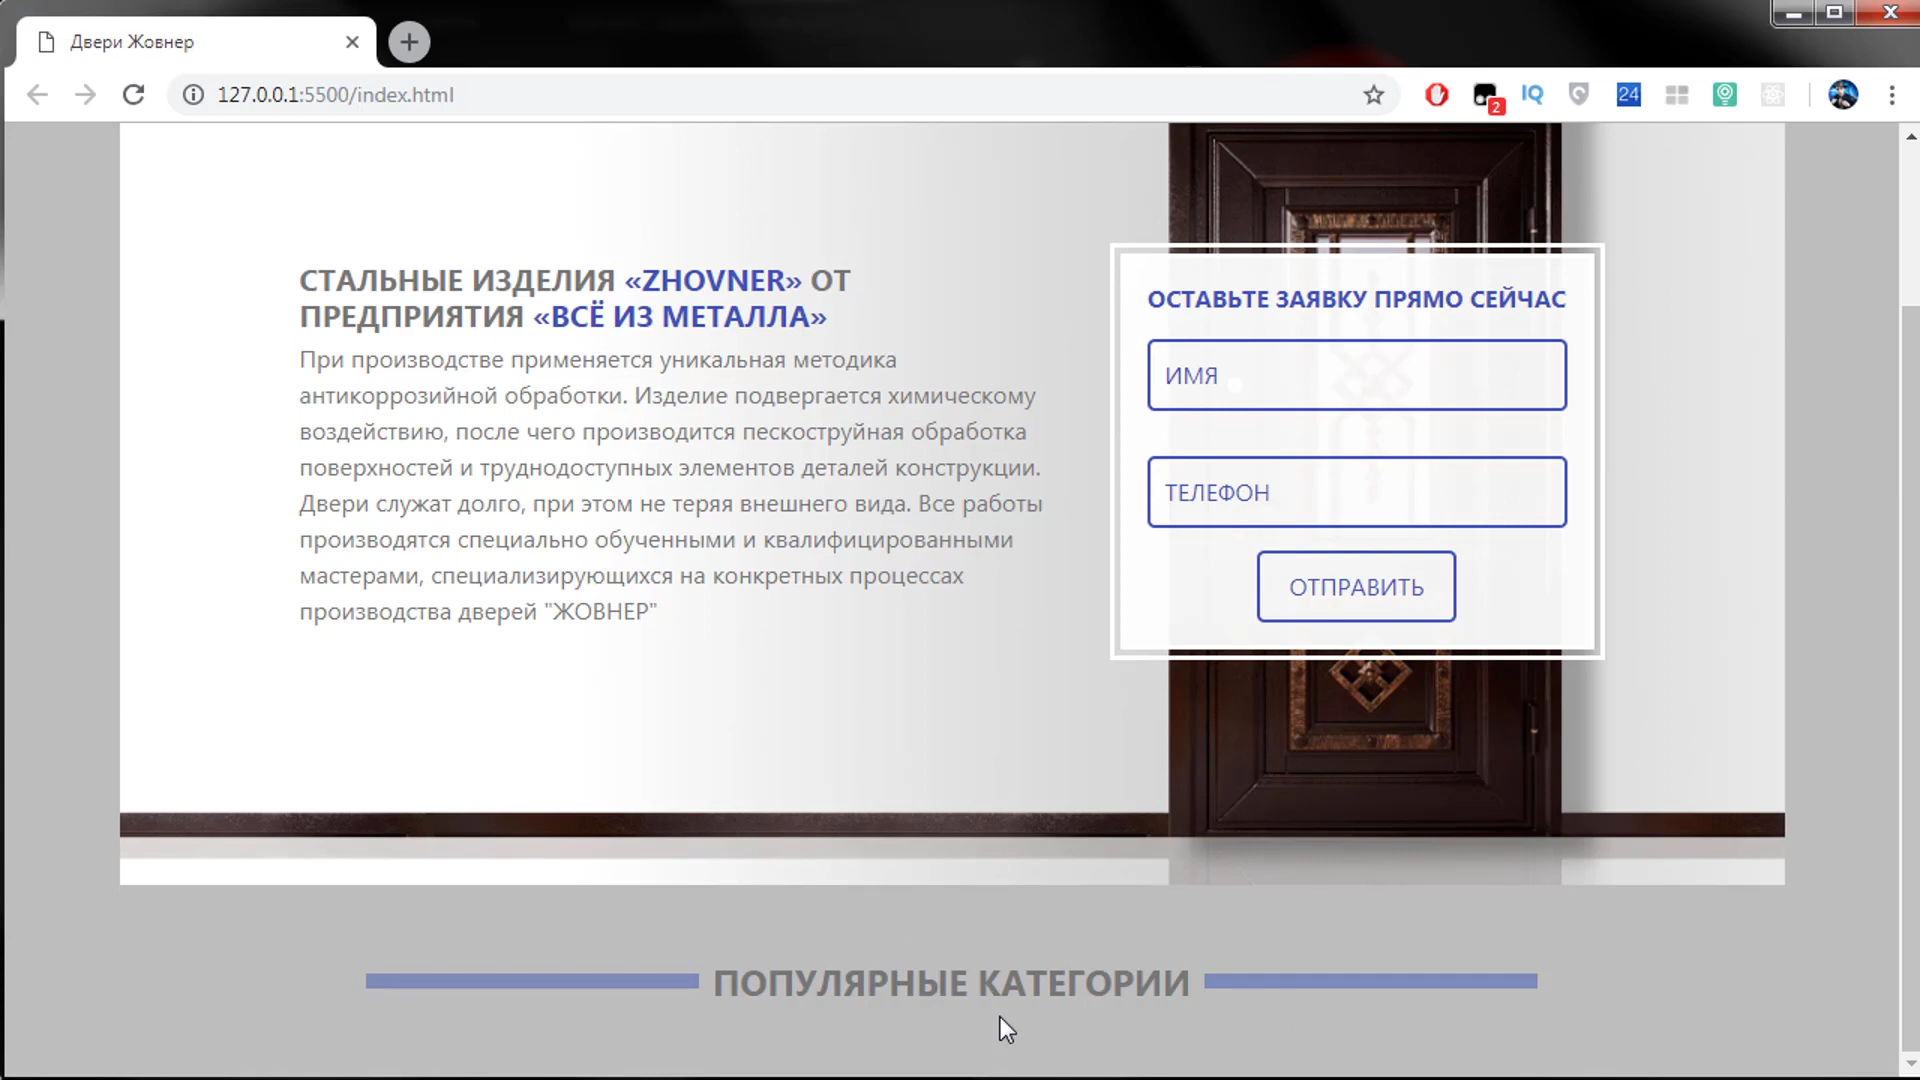 Двери Жовнер
127.0.0.1:5500/index.html
2
IQ
24
СТАЛЬНЫЕ ИЗДЕЛИЯ «ZHOVNER» ОТ
ПРЕДПРИЯТИЯ «ВСЁ ИЗ МЕТАЛЛА»
При производстве применяется уникальная методика
антикоррозийной обработки. Изделие подвергается химическому
воздействию, после чего производится пескоструйная обработка
поверхностей и труднодоступных элементов деталей конструкции.
Двери служат долго, при этом не теряя внешнего вида. Все работы
производятся специально обученными и квалифицированными
мастерами, специализирующихся на конкретных процессах
производства дверей "ЖОВНЕР"
ОСТАВЬТЕ ЗАЯВКУ ПРЯМО СЕЙЧАС
ИМЯ
ТЕЛЕФОН
ОТПРАВИТЬ
ПОПУЛЯРНЫЕ КАТЕГОРИИ